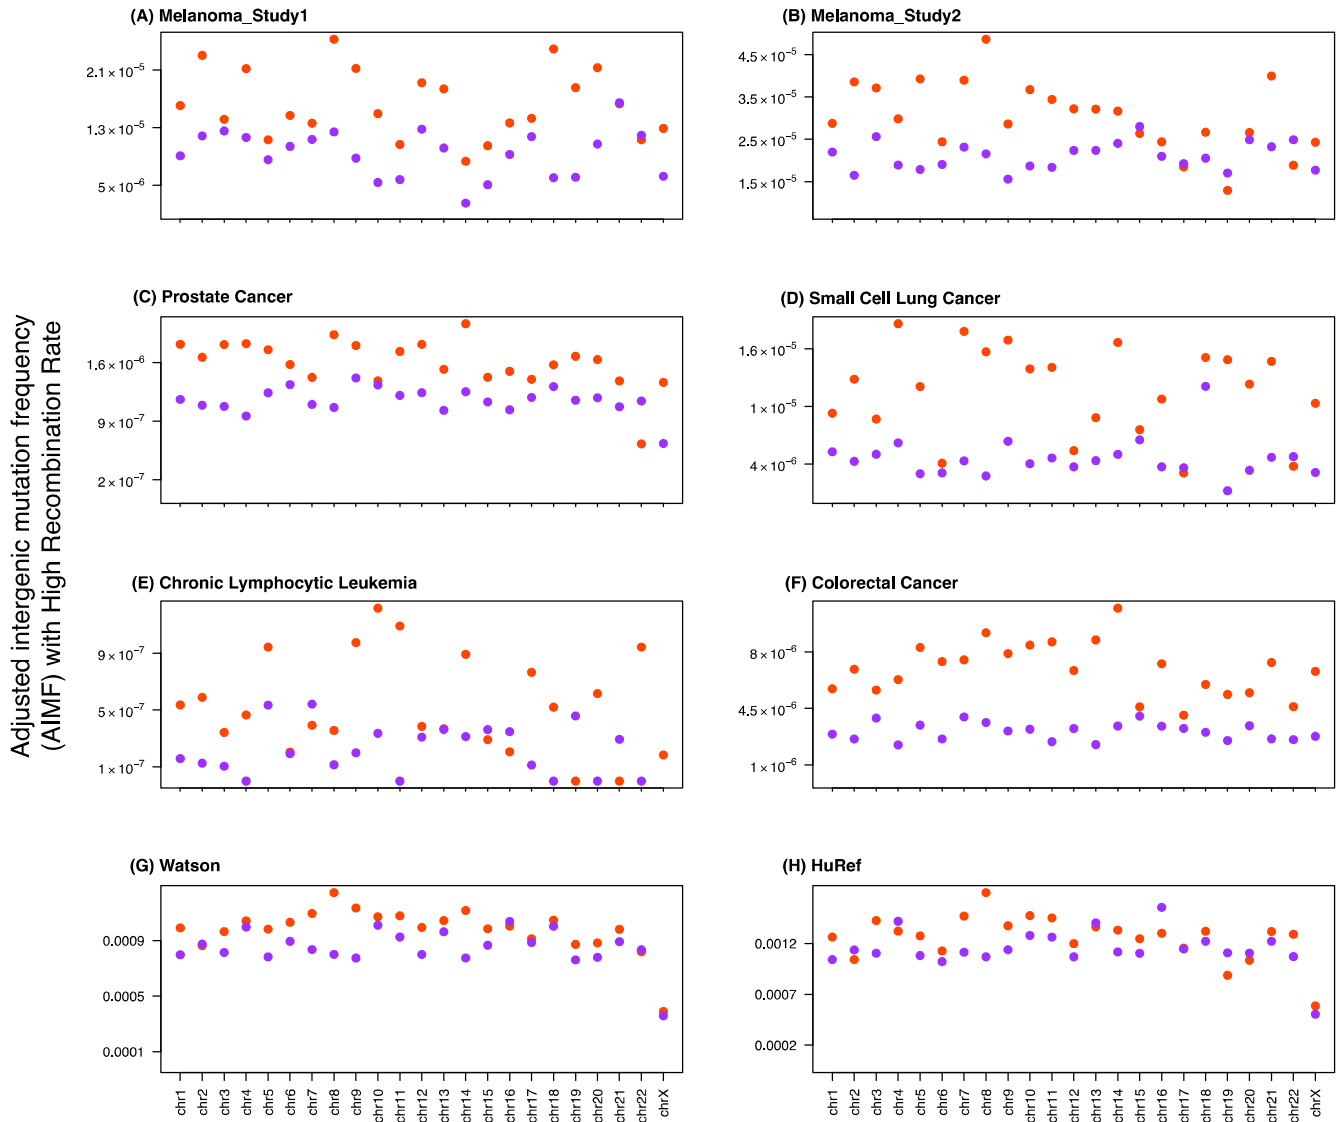 Adjusted intergenic mutation frequency
(AIMF) with High Recombination Rate
(A) Melanoma_Study1
2.1 × 10⁻⁵
1.3 × 10⁻⁵
5 × 10⁻⁶
(B) Melanoma_Study2
4.5 × 10⁻⁵
3.5 × 10⁻⁵
2.5 × 10⁻⁵
1.5 × 10⁻⁵
(C) Prostate Cancer
1.6 × 10⁻⁶
9 × 10⁻⁷
2 × 10⁻⁷
(D) Small Cell Lung Cancer
1.6 × 10⁻⁵
1 × 10⁻⁵
4 × 10⁻⁶
(E) Chronic Lymphocytic Leukemia
9 × 10⁻⁷
5 × 10⁻⁷
1 × 10⁻⁷
(F) Colorectal Cancer
8 × 10⁻⁶
4.5 × 10⁻⁶
1 × 10⁻⁶
(G) Watson
0.0009
0.0005
0.0001
chr1
chr2
chr3
chr4
chr5
chr6
chr7
chr8
chr9
chr10
chr11
chr12
chr13
chr14
chr15
chr16
chr17
chr18
chr19
chr20
chr21
chr22
chrX
(H) HuRef
0.0012
0.0007
0.0002
chr1
chr2
chr3
chr4
chr5
chr6
chr7
chr8
chr9
chr10
chr11
chr12
chr13
chr14
chr15
chr16
chr17
chr18
chr19
chr20
chr21
chr22
chrX